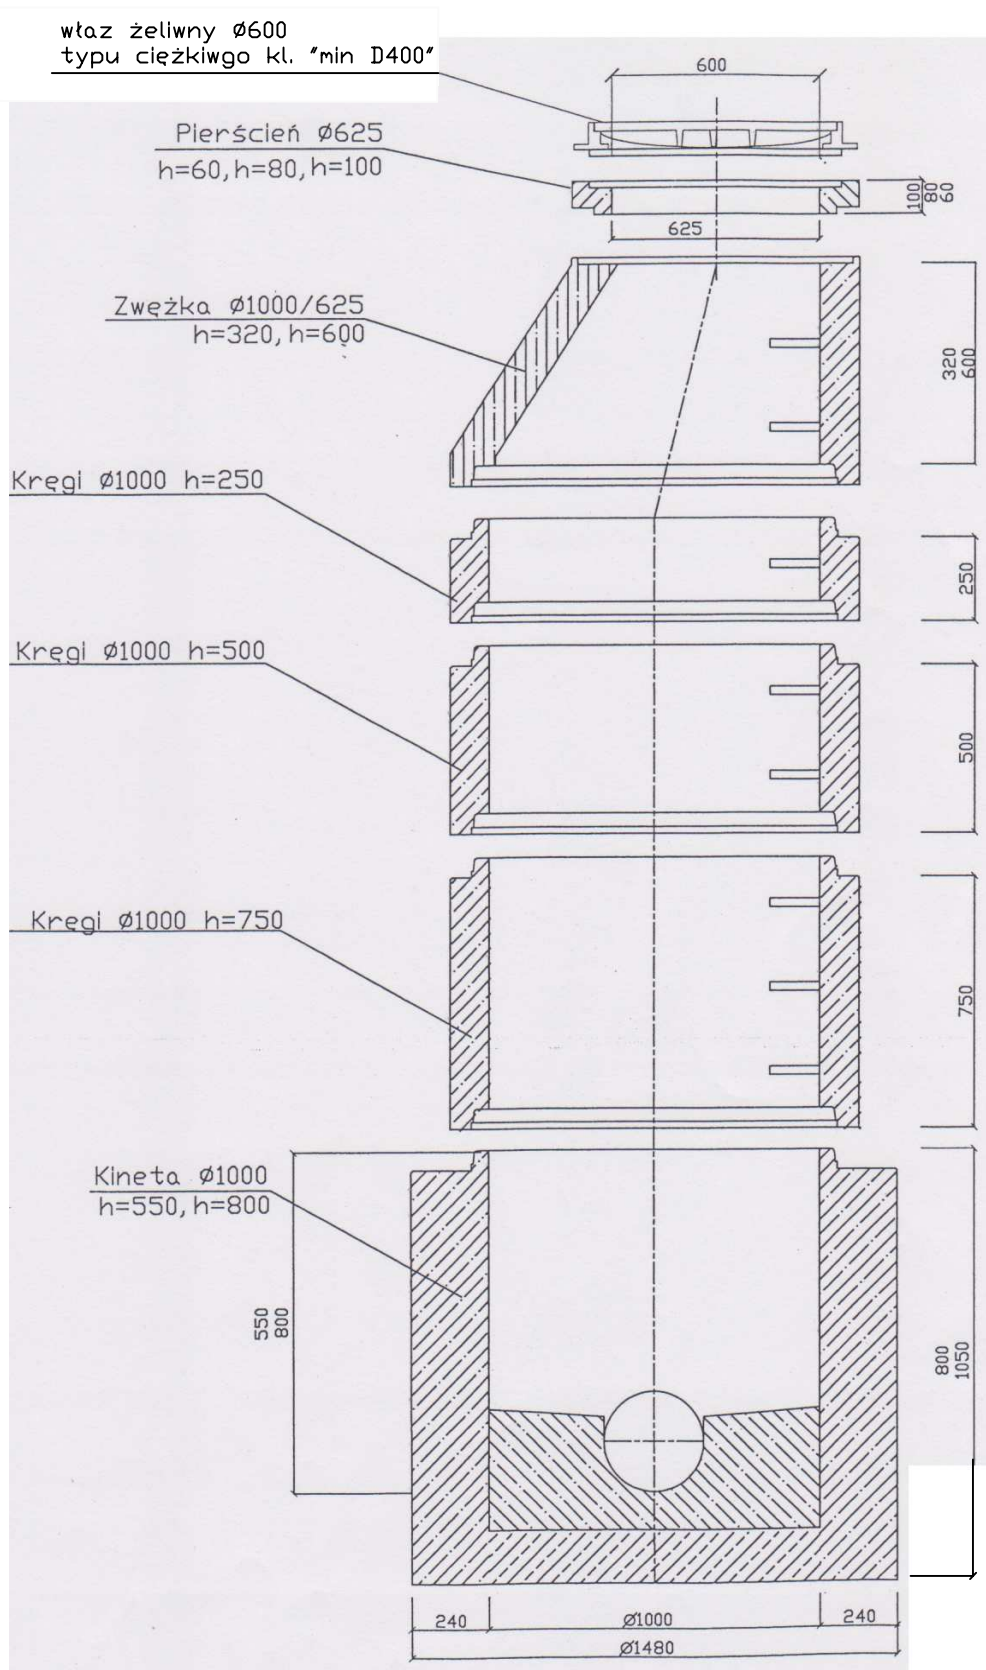 właz żeliwny Ø600
typu ciężkiwgo kl. "min D400"
600
Pierścień Ø625
h=60, h=80, h=100
100
80
60
625
Zwężka Ø1000/625
h=320, h=600
320
600
Kręgi Ø1000 h=250
250
Kręgi Ø1000 h=500
500
Kręgi Ø1000 h=750
750
Kineta Ø1000
h=550, h=800
550
800
800
1050
240
Ø1000
240
Ø1480